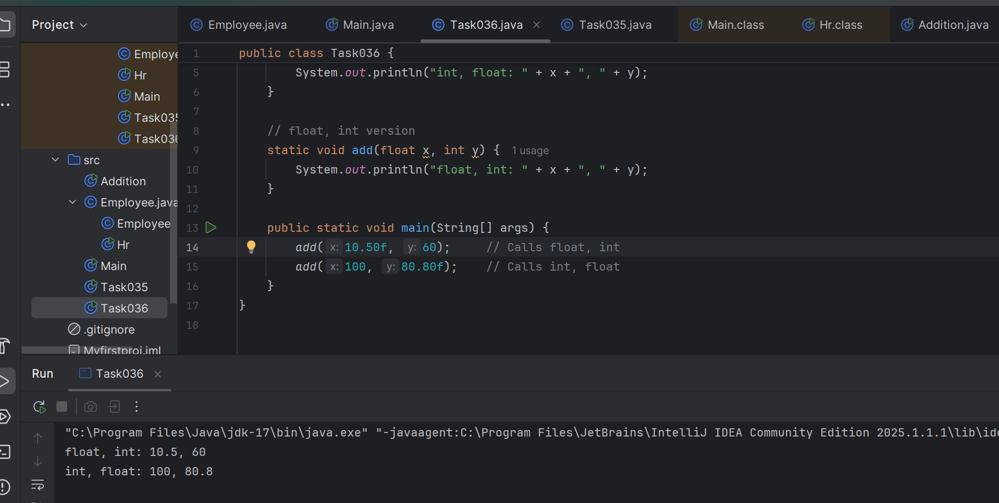 Project
Employee.java
Main.java
Task036.java
Task035.java
Main.class
Hr.class
Addition.java
Employe
Hr
Main
Task035
Task036
src
Addition
Employee.java
Employee
Hr
Main
Task035
Task036
.gitignore
Myfirstproj.iml
1 public class Task036 {
5 System.out.println("int, float: " + x + ", " + y);
6 }
7
8 // float, int version
9 static void add(float x, int y) { 1 usage
10 System.out.println("float, int: " + x + ", " + y);
11 }
12
13 public static void main(String[] args) {
14 add( x: 10.50f, y: 60); // Calls float, int
15 add( x: 100, y: 80.80f); // Calls int, float
16 }
17 }
18
Run Task036
"C:\Program Files\Java\jdk-17\bin\java.exe" "-javaagent:C:\Program Files\JetBrains\IntelliJ IDEA Community Edition 2025.1.1.1\lib\ide
float, int: 10.5, 60
int, float: 100, 80.8